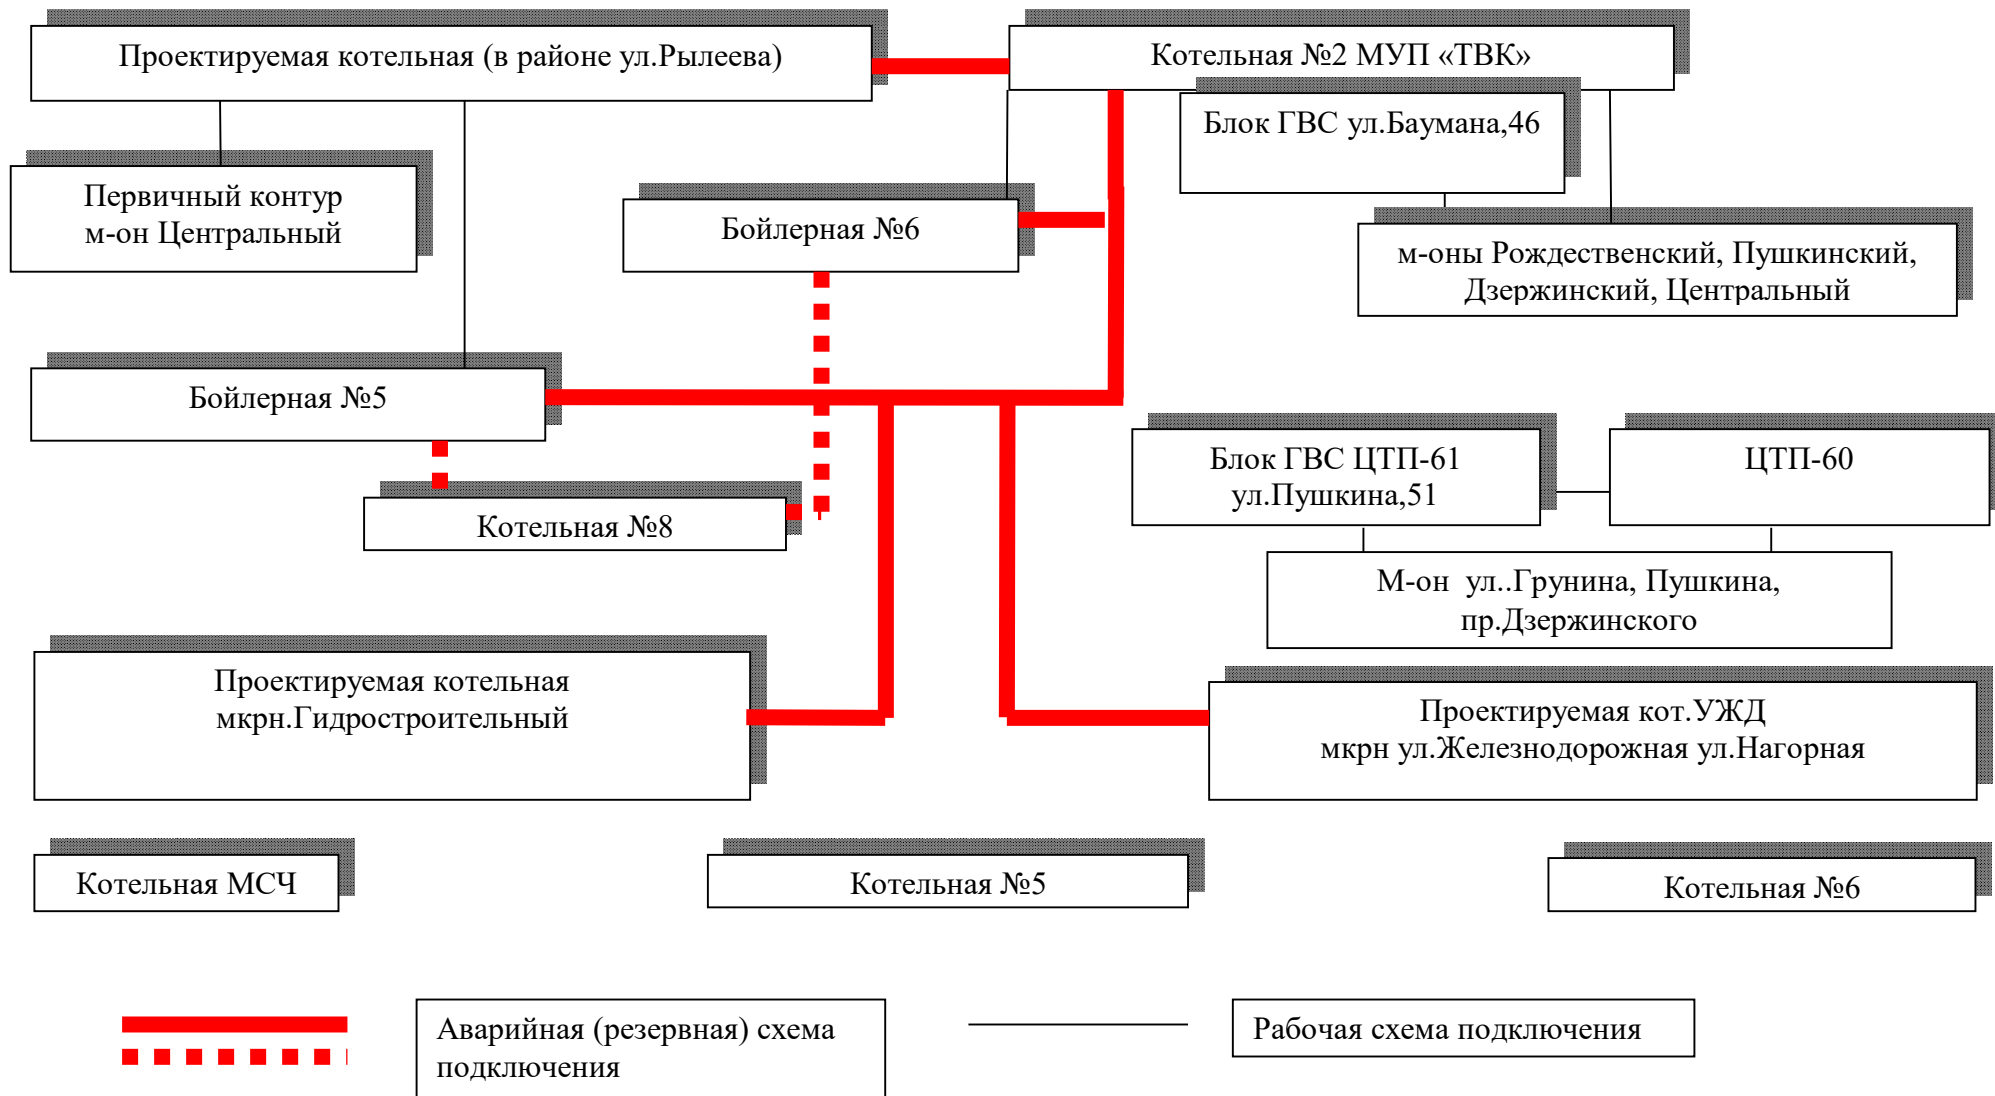 Проектируемая котельная (в районе ул.Рылеева)
Котельная №2 МУП «ТВК»
Блок ГВС ул.Баумана,46
Первичный контур
м-он Центральный
Бойлерная №6
м-оны Рождественский, Пушкинский,
Дзержинский, Центральный
Бойлерная №5
Блок ГВС ЦТП-61
ул.Пушкина,51
ЦТП-60
Котельная №8
М-он ул..Грунина, Пушкина,
пр.Дзержинского
Проектируемая котельная
мкрн.Гидростроительный
Проектируемая кот.УЖД
мкрн ул.Железнодорожная ул.Нагорная
Котельная МСЧ
Котельная №5
Котельная №6
Аварийная (резервная) схема
подключения
Рабочая схема подключения